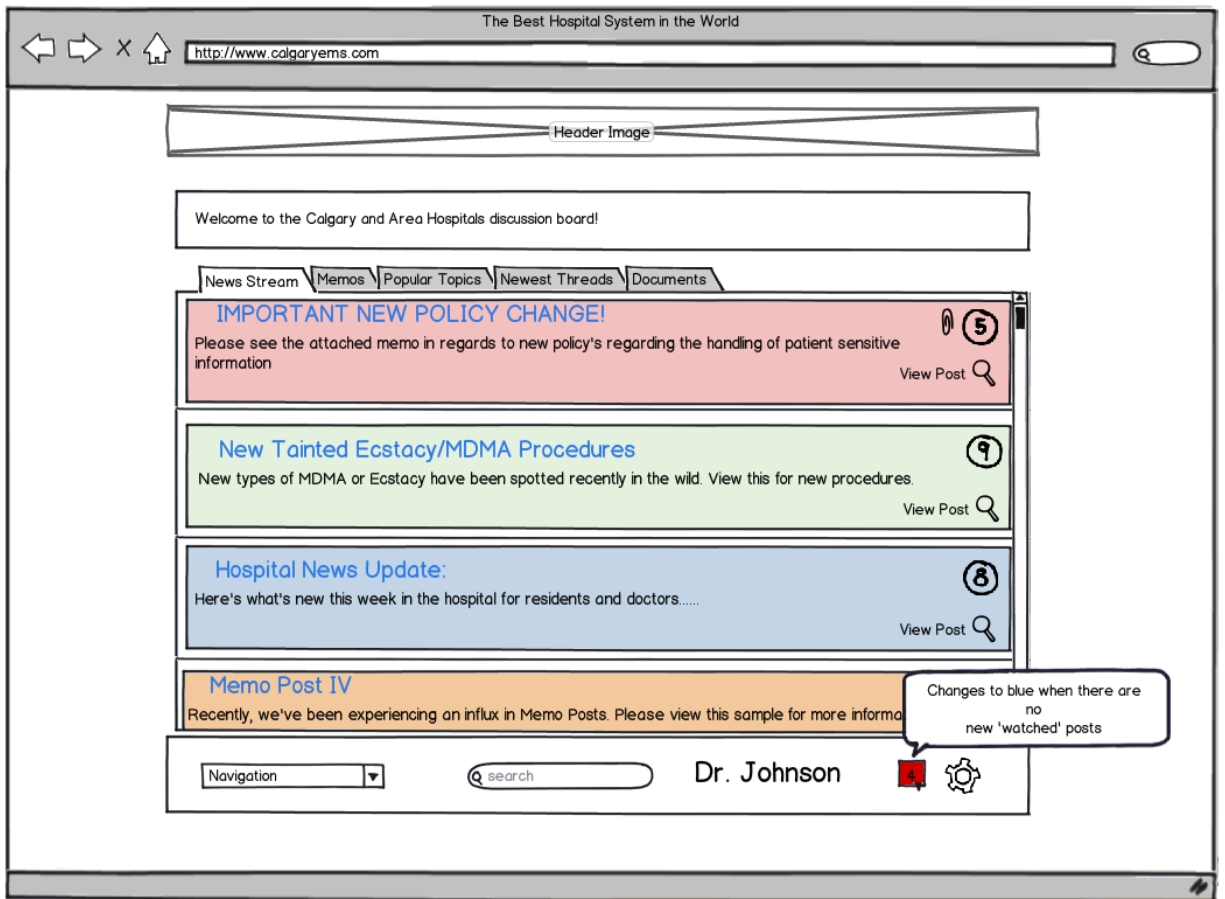 The Best Hospital System in the World
http://www.calgaryems.com
Header Image
Welcome to the Calgary and Area Hospitals discussion board!
News Stream Memos Popular Topics Newest Threads Documents
IMPORTANT NEW POLICY CHANGE!
5
Please see the attached memo in regards to new policy's regarding the handling of patient sensitive
information
View Post
New Tainted Ecstacy/MDMA Procedures
9
New types of MDMA or Ecstacy have been spotted recently in the wild. View this for new procedures.
View Post
Hospital News Update:
8
Here's what's new this week in the hospital for residents and doctors......
View Post
Memo Post IV
Recently, we've been experiencing an influx in Memo Posts. Please view this sample for more informa
Changes to blue when there are
no
new 'watched' posts
Navigation
search
Dr. Johnson
4